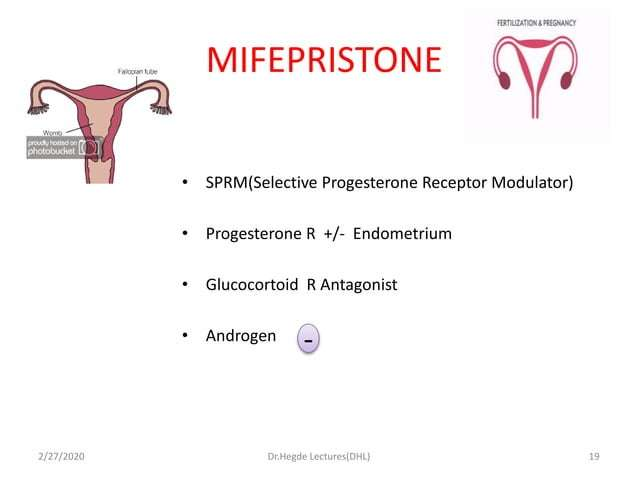 FERTILIZATION & PREGNANCY
MIFEPRISTONE
Fallopian tube
Womb
proudly hosted on
photobucket
• SPRM(Selective Progesterone Receptor Modulator)
• Progesterone R +/- Endometrium
• Glucocortoid R Antagonist
• Androgen -
2/27/2020 Dr.Hegde Lectures(DHL) 19